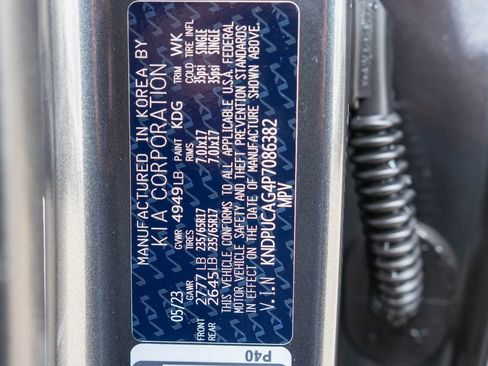 MANUFACTURED IN KOREA BY
KIA CORPORATION
GVWR 4949LB PAINT KDG TRIM WK
05/23 GAWR TIRES RIMS COLD TIRE INFL
FRONT 2777 LB 235/65R17 7.0JX17 35psi SINGLE
REAR 2645 LB 235/65R17 7.0JX17 35psi SINGLE
THIS VEHICLE CONFORMS TO ALL APPLICABLE U.S.A. FEDERAL
MOTOR VEHICLE SAFETY AND THEFT PREVENTION STANDARDS
IN EFFECT ON THE DATE OF MANUFACTURE SHOWN ABOVE.
V.I.N KNDPUCAG4P7086382
MPV
P40